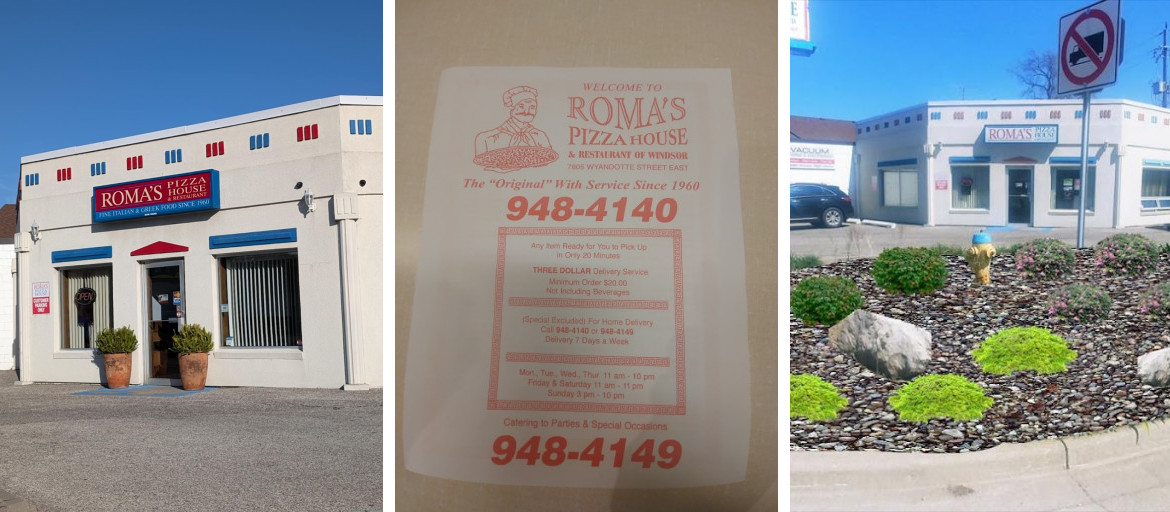 ROMA'S PIZZA HOUSE & RESTAURANT
FINE ITALIAN & GREEK FOOD SINCE 1960
OPEN
CUSTOMER
PARKING
ONLY
WELCOME TO
ROMA'S
PIZZA HOUSE
& RESTAURANT OF WINDSOR
7800 WYANDOTTE STREET EAST
The "Original" With Service Since 1960
948-4140
Any Item Ready for You to Pick Up
in Only 20 Minutes
THREE DOLLAR Delivery Service
Minimum Order $20.00
Not Including Beverages
(Special Excluded) For Home Delivery
Call 948-4140 or 948-4149
Delivery 7 Days a Week
Mon., Tue., Wed., Thur. 11 am - 10 pm
Friday & Saturday 11 am - 11 pm
Sunday 3 pm - 10 pm
Catering to Parties & Special Occasions
948-4149
E
VACUUM
ROMA'S PIZZA HOUSE